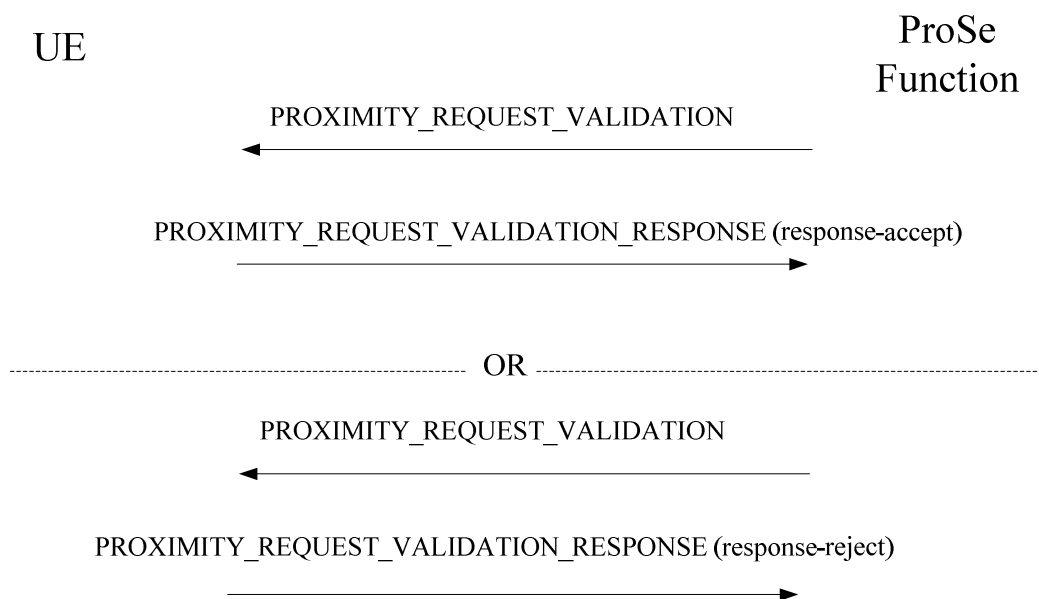 UE
ProSe
Function
PROXIMITY_REQUEST_VALIDATION
PROXIMITY_REQUEST_VALIDATION_RESPONSE (response-accept)
OR
PROXIMITY_REQUEST_VALIDATION
PROXIMITY_REQUEST_VALIDATION_RESPONSE (response-reject)